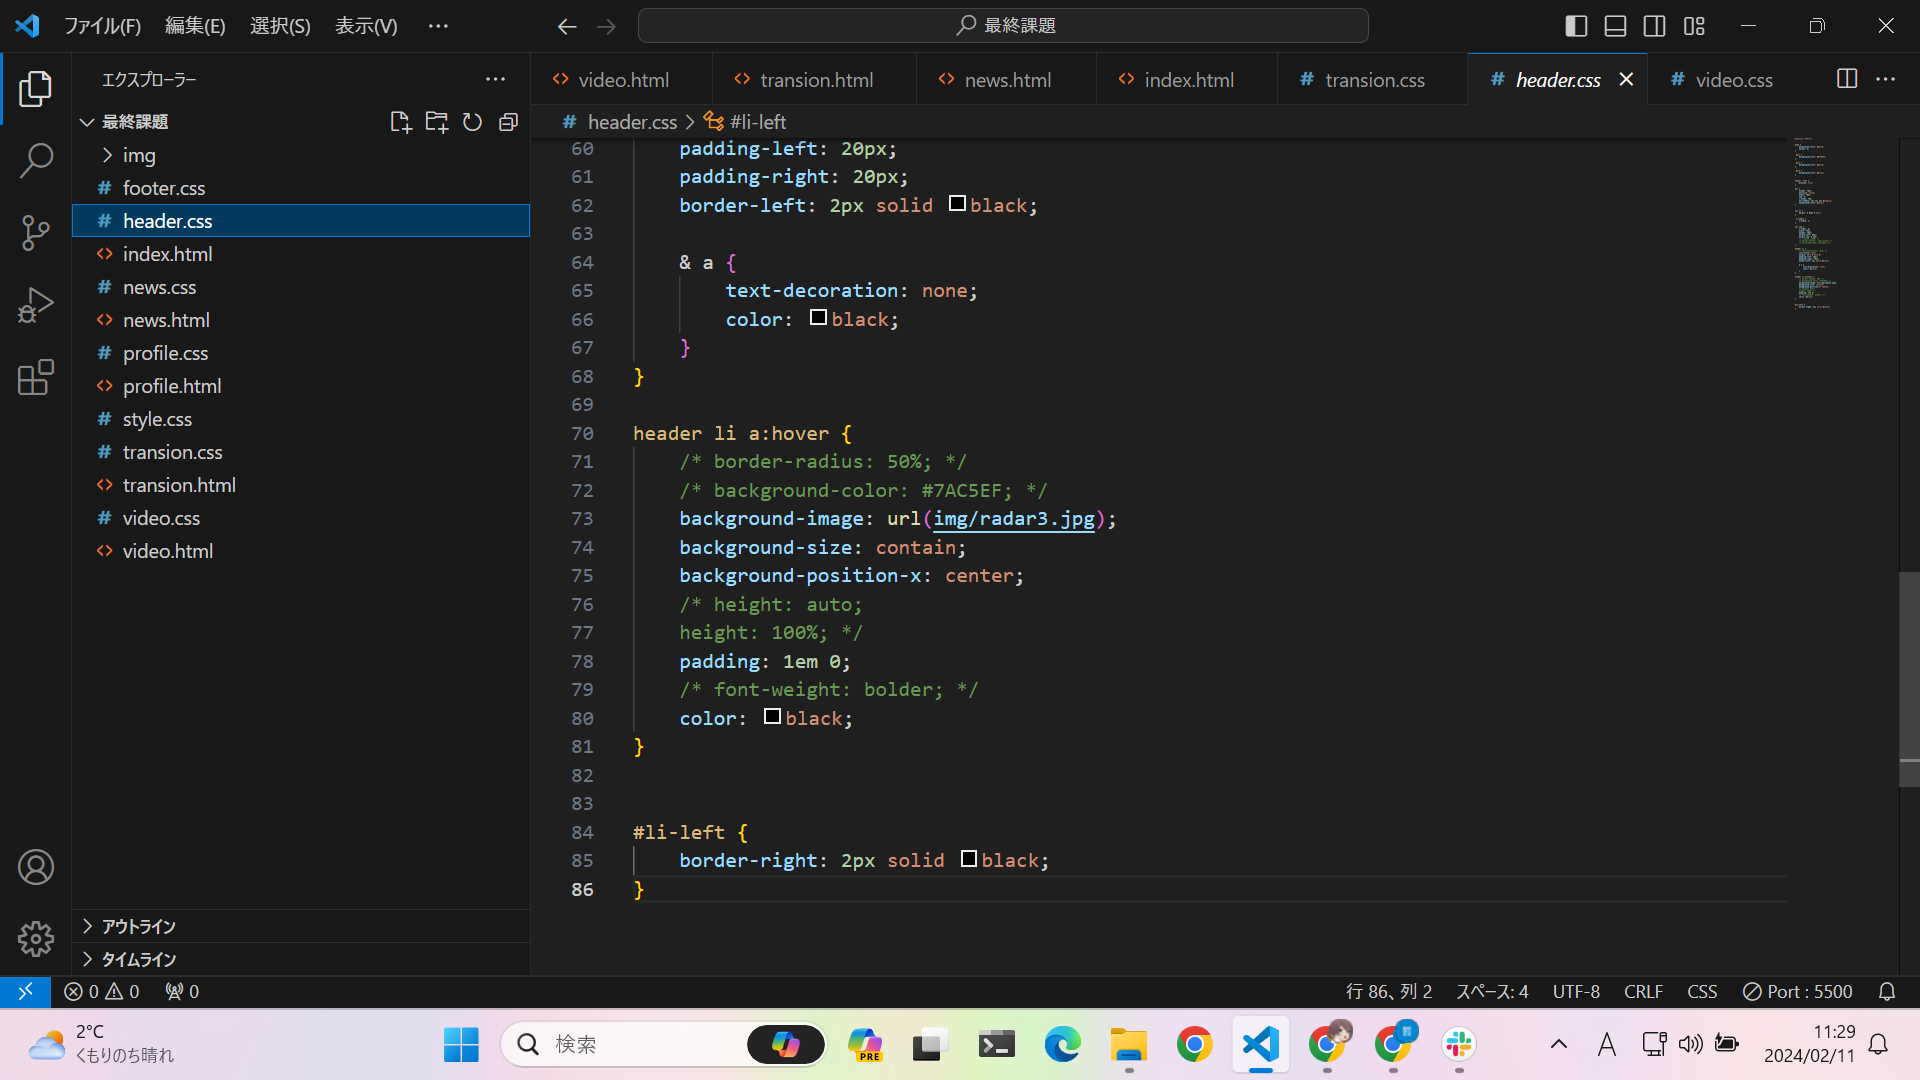 ファイル(F) 編集(E) 選択(S) 表示(V) ··· 最終課題
エクスプローラー ···
video.html transion.html news.html index.html transion.css header.css video.css ···
最終課題
header.css > #li-left
img
footer.css
header.css
index.html
news.css
news.html
profile.css
profile.html
style.css
transion.css
transion.html
video.css
video.html
アウトライン
タイムライン
60 padding-left: 20px;
61 padding-right: 20px;
62 border-left: 2px solid black;
63
64 & a {
65 text-decoration: none;
66 color: black;
67 }
68 }
69
70 header li a:hover {
71 /* border-radius: 50%; */
72 /* background-color: #7AC5EF; */
73 background-image: url(img/radar3.jpg);
74 background-size: contain;
75 background-position-x: center;
76 /* height: auto;
77 height: 100%; */
78 padding: 1em 0;
79 /* font-weight: bolder; */
80 color: black;
81 }
82
83
84 #li-left {
85 border-right: 2px solid black;
86 }
0 0 0 行 86、列 2 スペース: 4 UTF-8 CRLF CSS Port : 5500
2°C
くもりのち晴れ
検索
PRE
A
11:29
2024/02/11